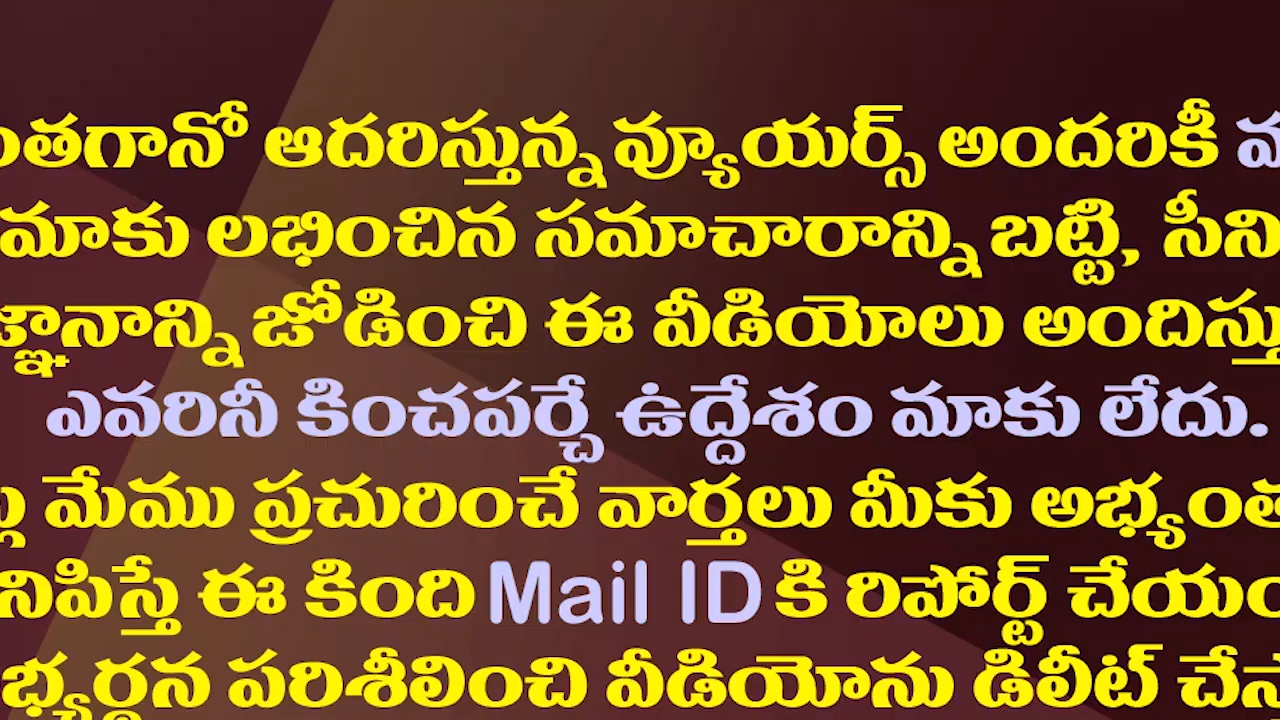 ంతగానో ఆదరిస్తున్న వ్యూయర్స్ అందరికీ
మాకు లభించిన సమాచారాన్ని బట్టి, సిని
జ్ఞానాన్ని జోడించి ఈ వీడియోలు అందిస్తు
ఎవరినీ కించపర్చే ఉద్దేశం మాకు లేదు.
మేము ప్రచురించే వార్తలు మీకు అభ్యంత
నిపిస్తే ఈ కింది Mail ID కి రిపోర్ట్ చేయం
భ్యర్థన పరిశీలించి వీడియోను డిలీట్ చేస